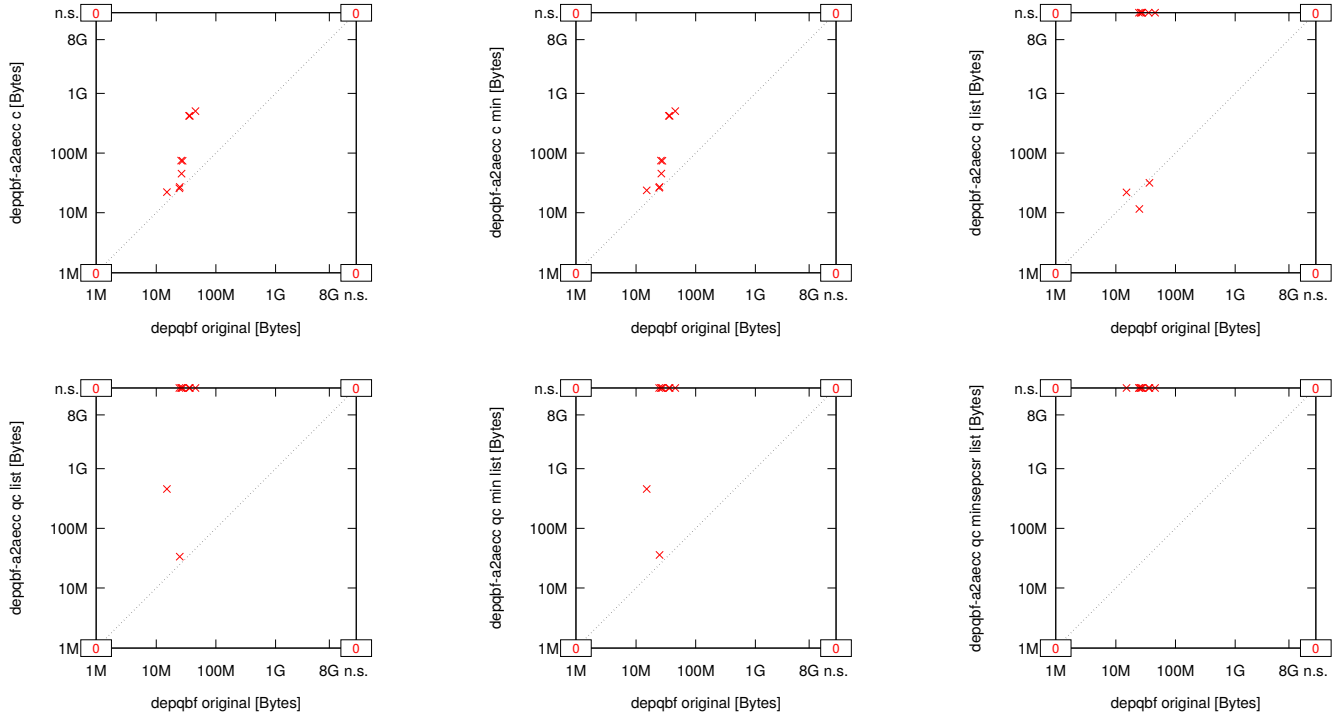 n.s. 0 0
8G
1G
100M
10M
1M 0 0
1M 10M 100M 1G 8G n.s.
depqbf original [Bytes]
depqbf-a2aecc c [Bytes]
n.s. 0 0
8G
1G
100M
10M
1M 0 0
1M 10M 100M 1G 8G n.s.
depqbf original [Bytes]
depqbf-a2aecc c min [Bytes]
n.s. 0 0
8G
1G
100M
10M
1M 0 0
1M 10M 100M 1G 8G n.s.
depqbf original [Bytes]
depqbf-a2aecc q list [Bytes]
n.s. 0 0
8G
1G
100M
10M
1M 0 0
1M 10M 100M 1G 8G n.s.
depqbf original [Bytes]
depqbf-a2aecc qc list [Bytes]
n.s. 0 0
8G
1G
100M
10M
1M 0 0
1M 10M 100M 1G 8G n.s.
depqbf original [Bytes]
depqbf-a2aecc qc min list [Bytes]
n.s. 0 0
8G
1G
100M
10M
1M 0 0
1M 10M 100M 1G 8G n.s.
depqbf original [Bytes]
depqbf-a2aecc qc minsepcsr list [Bytes]